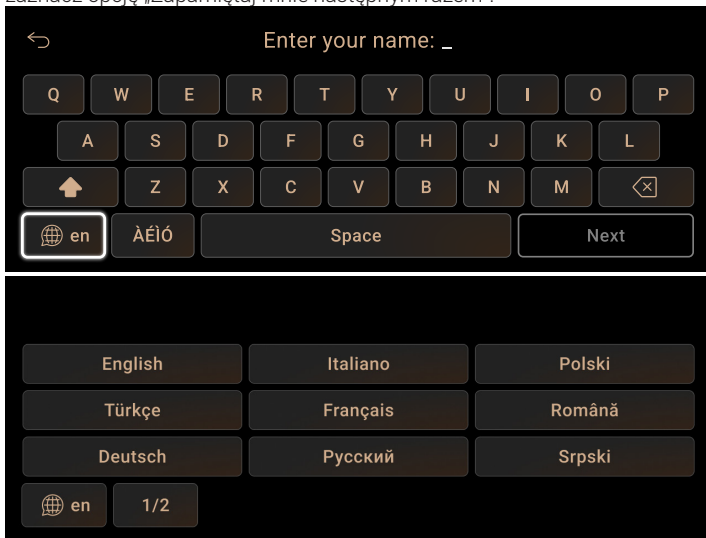 zaznacz opcję „Zapamiętaj mnie następnym razem".
Enter your name: _
Q W E R T Y U I O P
A S D F G H J K L
Z X C V B N M
en ÀÉÌÓ Space Next
English Italiano Polski
Türkçe Français Română
Deutsch Русский Srpski
en 1/2